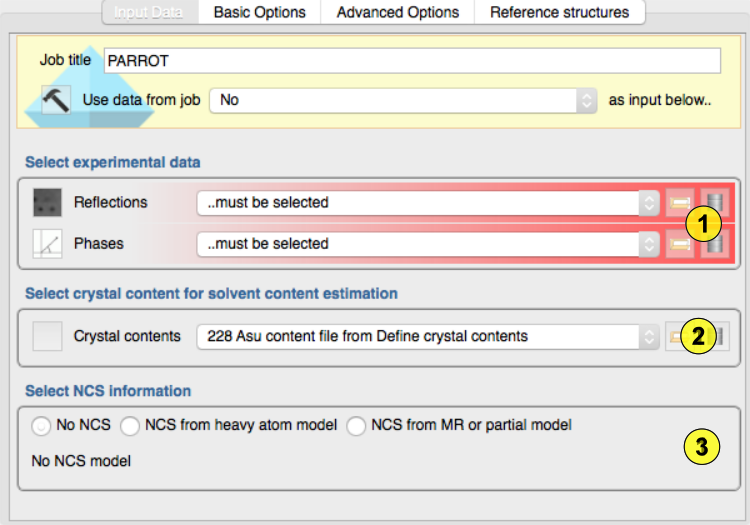 Input Data Basic Options Advanced Options Reference structures
Job title PARROT
Use data from job No as input below..
Select experimental data
Reflections ..must be selected
1
Phases ..must be selected
Select crystal content for solvent content estimation
Crystal contents 228 Asu content file from Define crystal contents 2
Select NCS information
No NCS NCS from heavy atom model NCS from MR or partial model
3
No NCS model